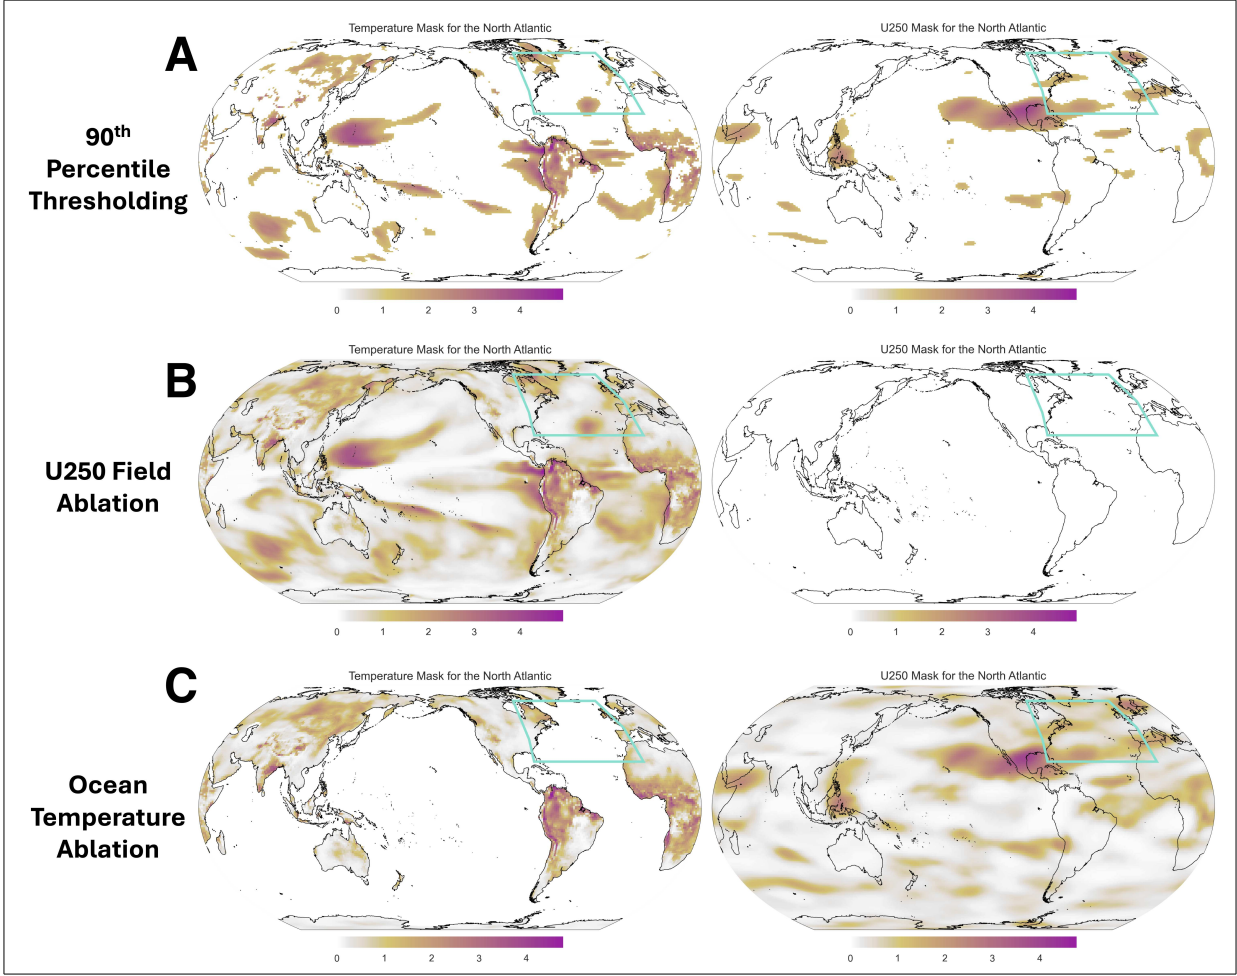 A
90th
Percentile
Thresholding
Temperature Mask for the North Atlantic
0 1 2 3 4
U250 Mask for the North Atlantic
0 1 2 3 4
B
U250 Field
Ablation
Temperature Mask for the North Atlantic
0 1 2 3 4
U250 Mask for the North Atlantic
0 1 2 3 4
C
Ocean
Temperature
Ablation
Temperature Mask for the North Atlantic
0 1 2 3 4
U250 Mask for the North Atlantic
0 1 2 3 4